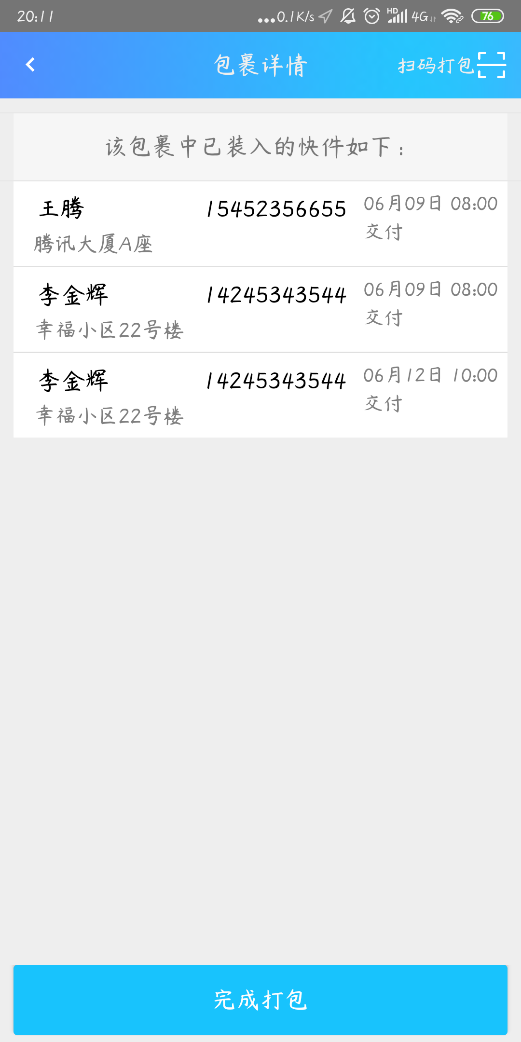 20:11
...0.1K/s HD 4G 76
包裹详情
扫码打包
该包裹中已装入的快件如下：
王腾 15452356655 06月09日 08:00
腾讯大厦A座 交付
李金辉 14245343544 06月09日 08:00
幸福小区22号楼 交付
李金辉 14245343544 06月12日 10:00
幸福小区22号楼 交付
完成打包